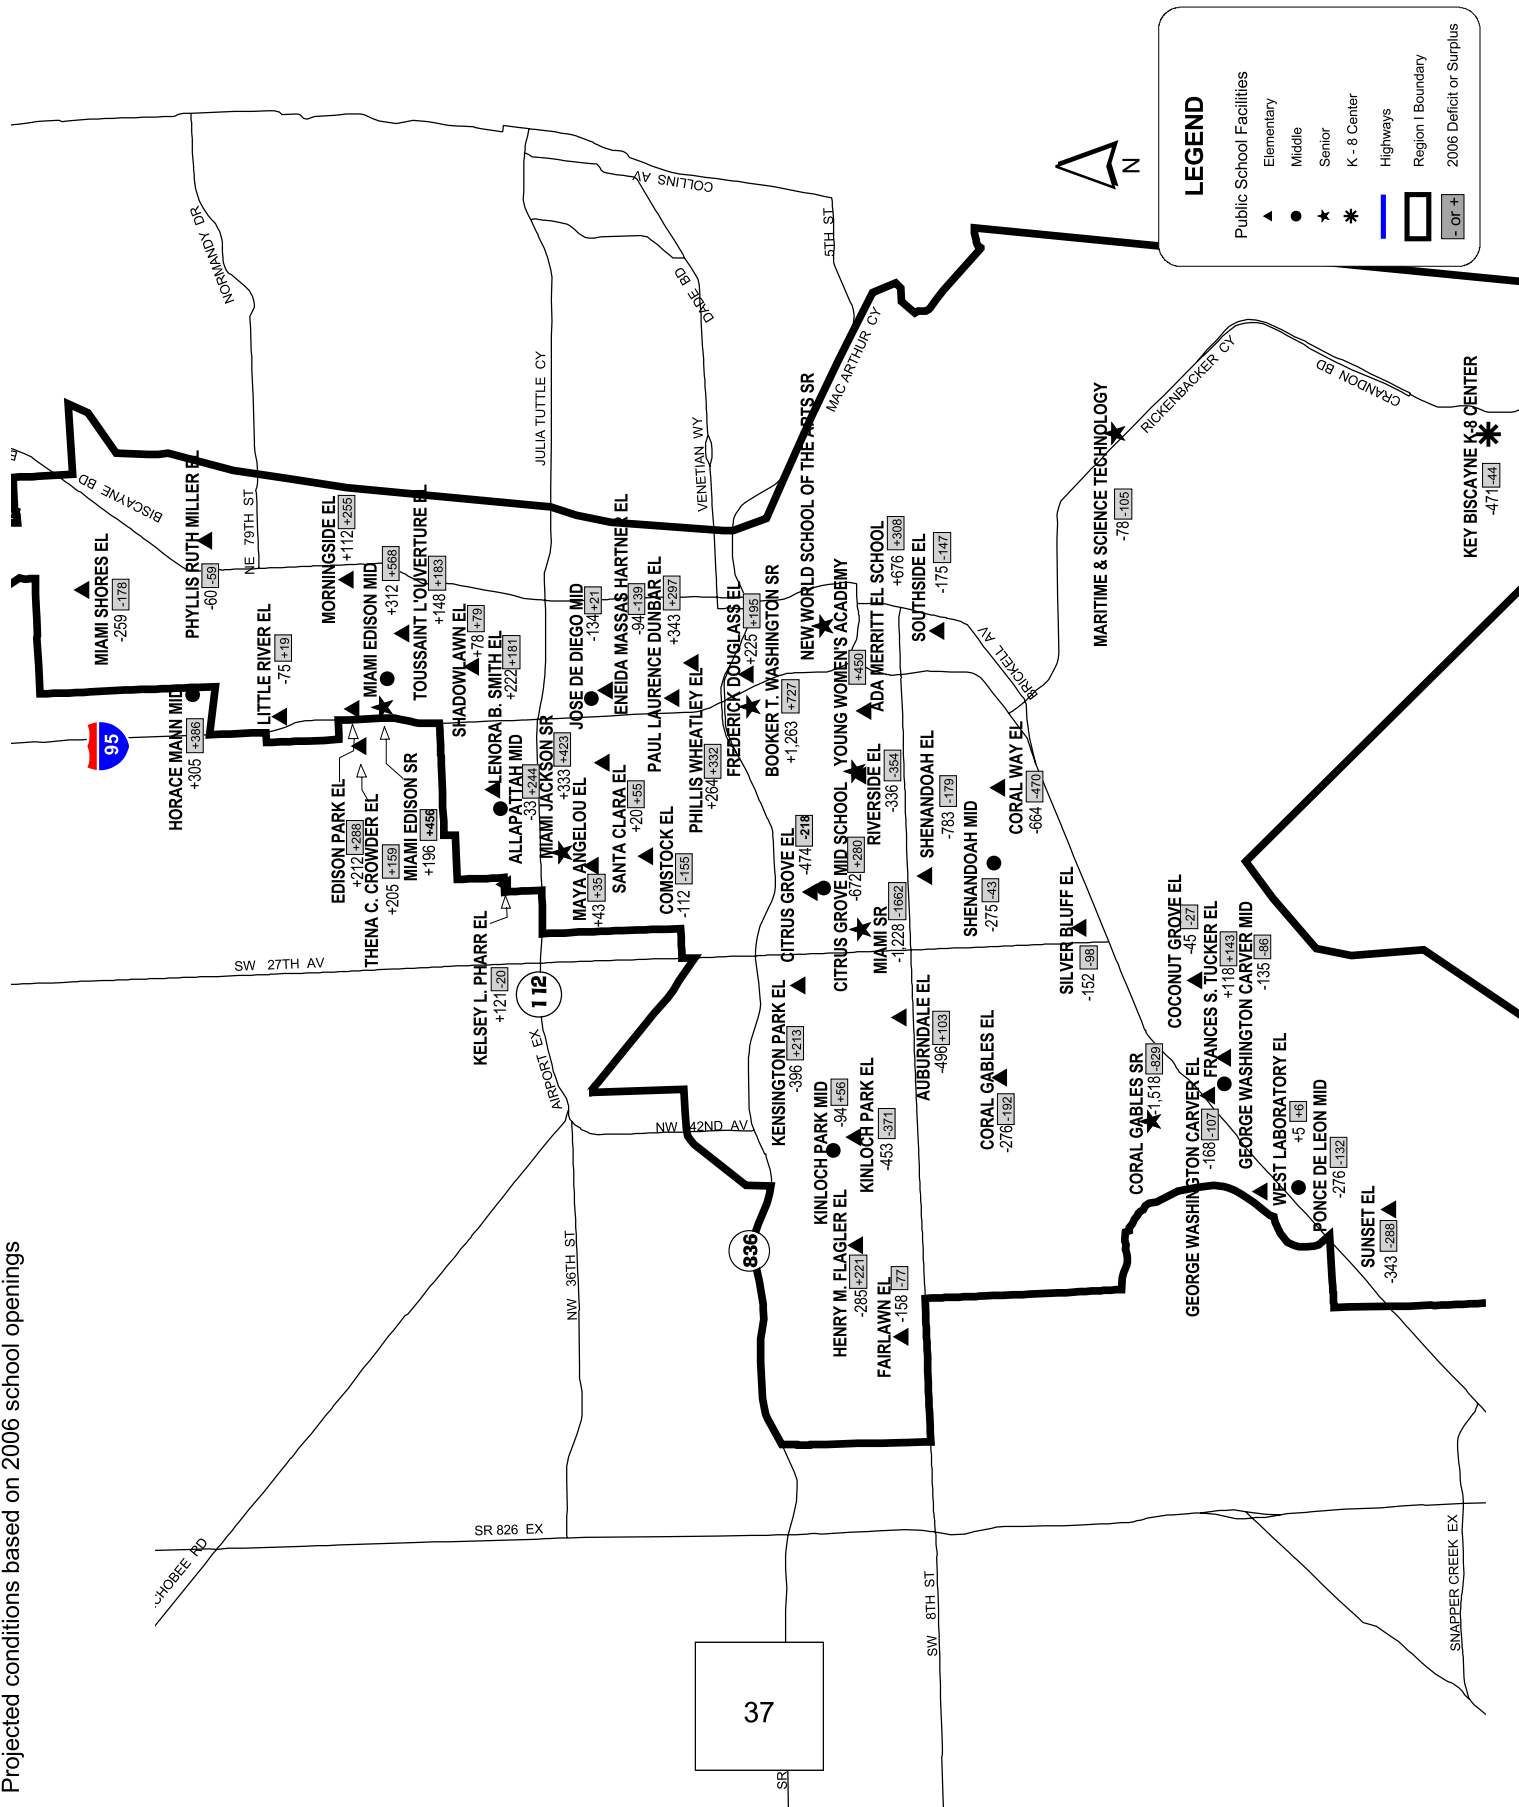 Projected conditions based on 2006 school openings
MIAMI SHORES EL
-259 -178
PHYLLIS RUTH MILLER EL
-60 -59
HORACE MANN MID
+305 +386
LITTLE RIVER EL
-75 +19
MORNINGSIDE EL
+112 +255
MIAMI EDISON MID
+312 +568
TOUSSAINT L'OUVERTURE EL
+148 +183
EDISON PARK EL
+212 +288
THENA C. CROWDER EL
+205 +159
MIAMI EDISON SR
+196 +456
SHADOWLAWN EL
+78 +79
LENORA B. SMITH EL
+222 +181
ALLAPATTAH MID
-33 +244
MIAMI JACKSON SR
+333 +423
KELSEY L. PHARR EL
+121 -20
JOSE DE DIEGO MID
-134 +21
MAYA ANGELOU EL
+43 +35
ENEIDA MASSAS HARTNER EL
-94 -139
SANTA CLARA EL
+20 +55
PAUL LAURENCE DUNBAR EL
+343 +297
COMSTOCK EL
-112 -155
PHILLIS WHEATLEY EL
+264 +332
FREDERICK DOUGLASS EL
+225 +195
BOOKER T. WASHINGTON SR
+1,263 +727
NEW WORLD SCHOOL OF THE ARTS SR
CITRUS GROVE EL
-474 -218
CITRUS GROVE MID SCHOOL
-672 +280
YOUNG WOMEN'S ACADEMY
+450
ADA MERRITT EL SCHOOL
+676 +308
RIVERSIDE EL
-336 -354
MIAMI SR
-1,228 -1662
SOUTHSIDE EL
-175 -147
SHENANDOAH EL
-783 -179
SHENANDOAH MID
-275 -43
CORAL WAY EL
-664 -470
KENSINGTON PARK EL
-396 +213
KINLOCH PARK MID
-94 +56
KINLOCH PARK EL
-453 -371
HENRY M. FLAGLER EL
-285 +221
FAIRLAWN EL
-158 -77
AUBURNDALE EL
-496 +103
CORAL GABLES EL
-276 -192
SILVER BLUFF EL
-152 -98
MARITIME & SCIENCE TECHNOLOGY
-78 -105
CORAL GABLES SR
-1,518 -829
COCONUT GROVE EL
-45 -27
FRANCES S. TUCKER EL
+118 +143
GEORGE WASHINGTON CARVER EL
-168 -107
GEORGE WASHINGTON CARVER MID
-135 -86
WEST LABORATORY EL
+5 +6
PONCE DE LEON MID
-276 -132
SUNSET EL
-343 -288
KEY BISCAYNE K-8 CENTER
-471 -44
95
112
836
37
SR
BISCAYNE BD
NORMANDY DR
NE 79TH ST
JULIA TUTTLE CY
COLLINS AV
DADE BD
VENETIAN WY
5TH ST
MAC ARTHUR CY
BRICKELL AV
RICKENBACKER CY
CRANDON BD
SW 27TH AV
AIRPORT EX
NW 42ND AV
NW 36TH ST
SR 826 EX
CHOBEE RD
SW 8TH ST
SNAPPER CREEK EX
N
LEGEND
Public School Facilities
Elementary
Middle
Senior
K - 8 Center
Highways
Region I Boundary
- or + 2006 Deficit or Surplus